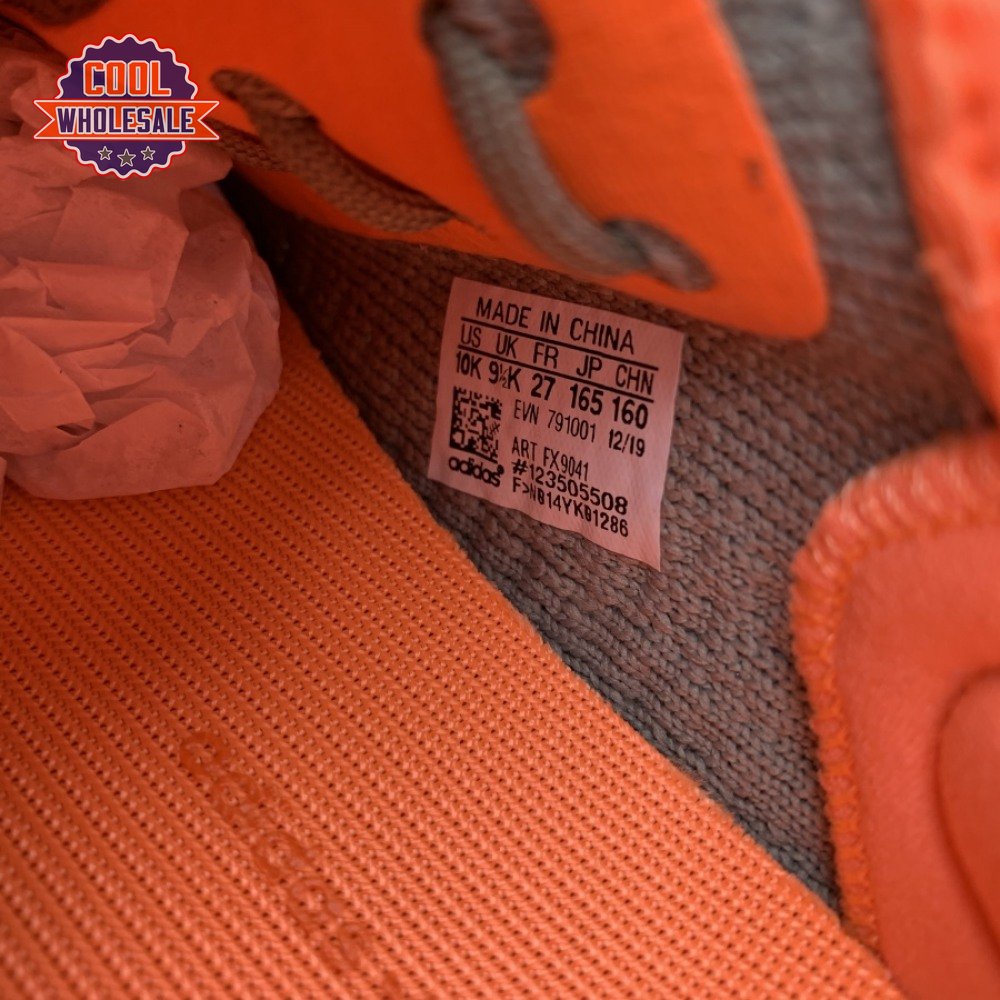 COOL
WHOLESALE
MADE IN CHINA
US UK FR JP CHN
10K 9½K 27 165 160
EVN 791001 12/19
ART FX9041
#123505508
F>N014YK01286
adidas